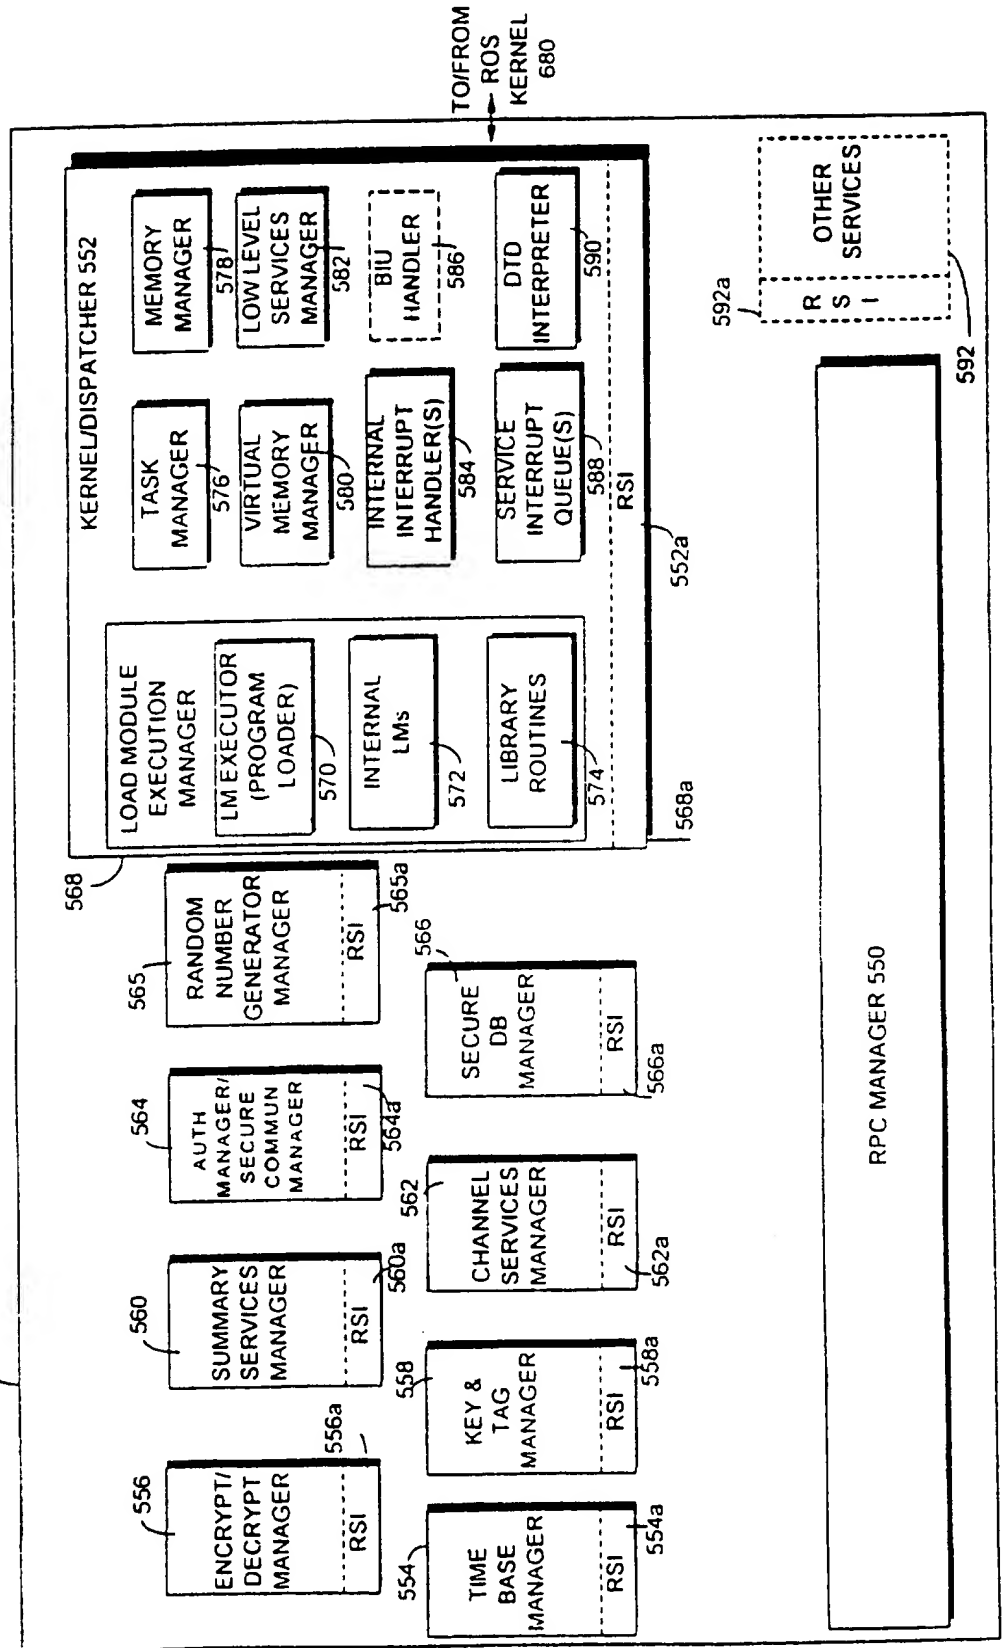 KERNEL/DISPATCHER 552
TO/FROM
ROS
KERNEL
680
568
LOAD MODULE
EXECUTION
MANAGER
LM EXECUTOR
(PROGRAM
LOADER)
570
INTERNAL
LMs
572
LIBRARY
ROUTINES
574
568a
TASK
MANAGER
576
MEMORY
MANAGER
578
VIRTUAL
MEMORY
MANAGER
580
LOW LEVEL
SERVICES
MANAGER
582
INTERNAL
INTERRUPT
HANDLER(S)
584
BIU
HANDLER
586
SERVICE
INTERRUPT
QUEUE(S)
588
DTD
INTERPRETER
590
RSI
552a
556
ENCRYPT/
DECRYPT
MANAGER
RSI
556a
560
SUMMARY
SERVICES
MANAGER
RSI
560a
564
AUTH
MANAGER/
SECURE
COMMUN
MANAGER
RSI
564a
565
RANDOM
NUMBER
GENERATOR
MANAGER
RSI
565a
554
TIME
BASE
MANAGER
RSI
554a
558
KEY &
TAG
MANAGER
RSI
558a
562
CHANNEL
SERVICES
MANAGER
RSI
562a
566
SECURE
DB
MANAGER
RSI
566a
RPC MANAGER 550
592a
RSI
OTHER
SERVICES
592